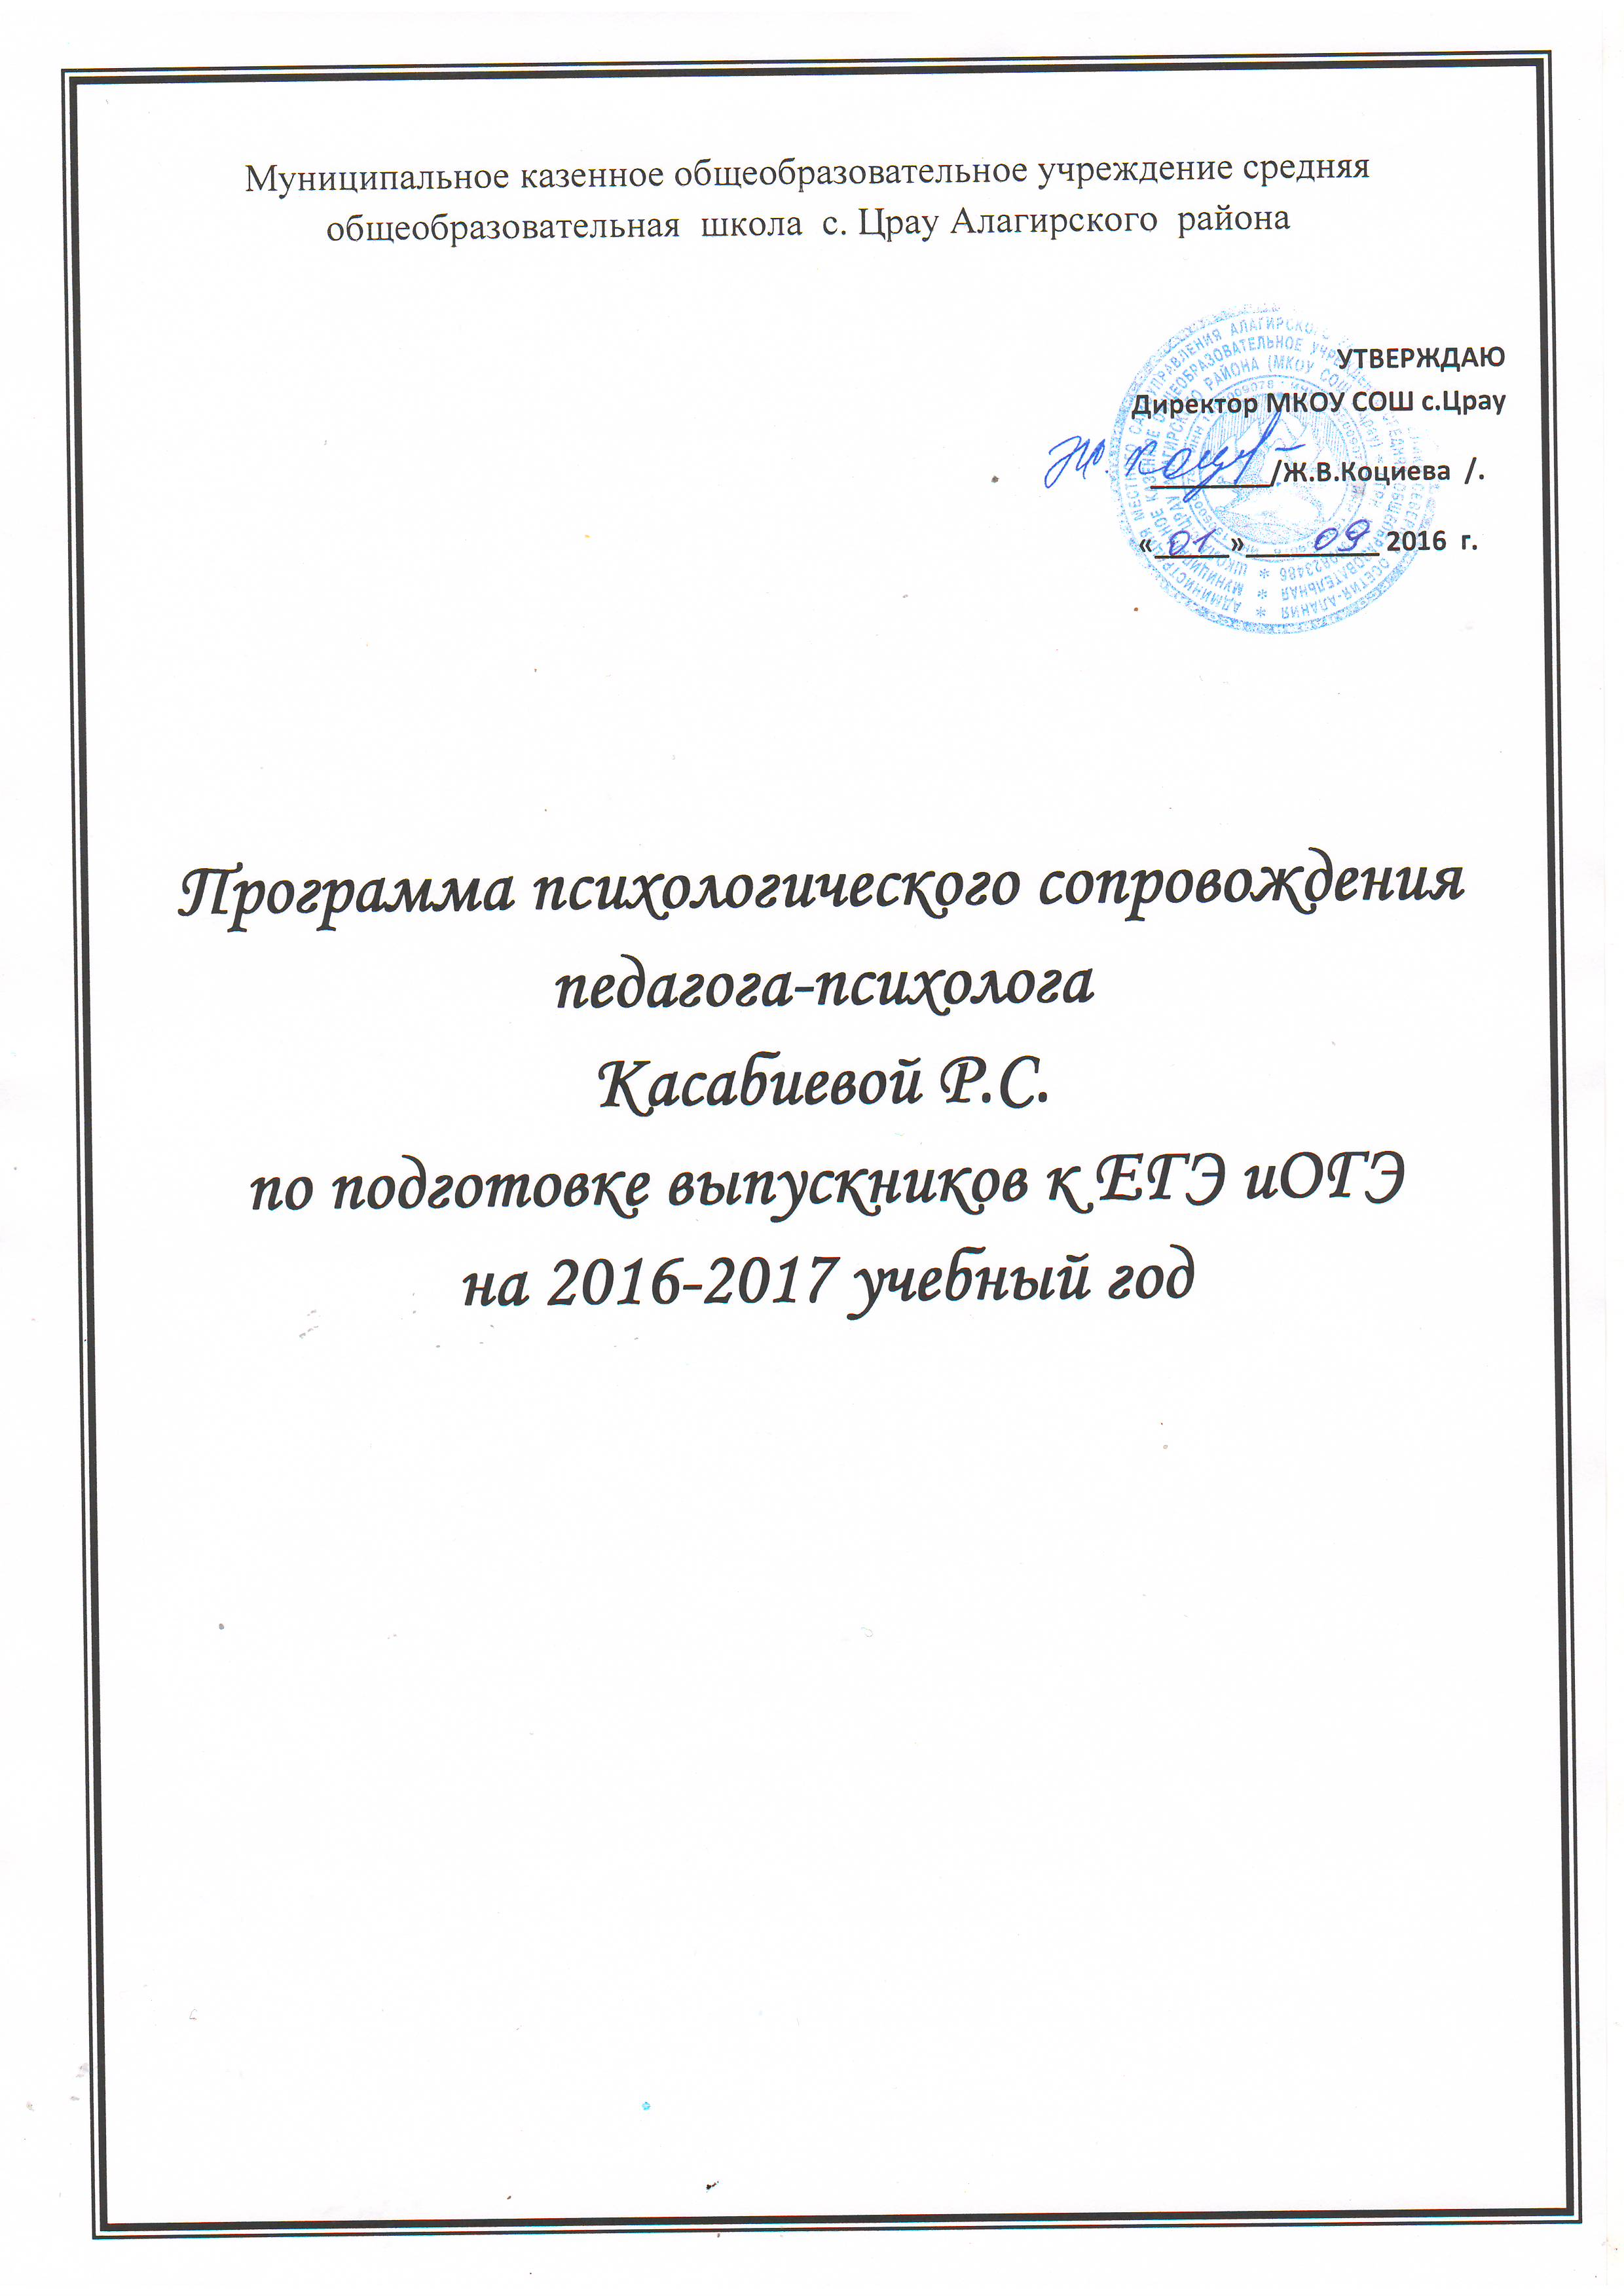 Муниципальное казенное общеобразовательное учреждение средняя
общеобразовательная школа с. Црау Алагирского района
УТВЕРЖДАЮ
Директор МКОУ СОШ с.Црау
/Ж.В.Коциева /.
«01» 09 2016 г.
Программа психологического сопровождения
педагога-психолога
Касабиевой Р.С.
по подготовке выпускников к ЕГЭ иОГЭ
на 2016-2017 учебный год